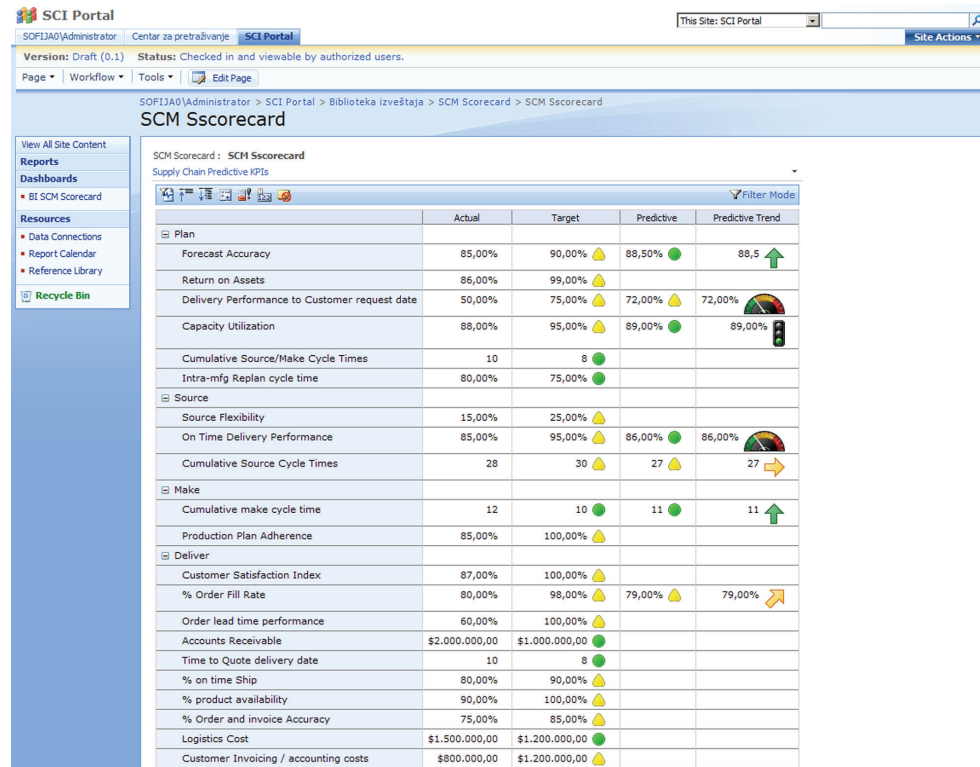 SCI Portal
This Site: SCI Portal
SOFIJA0\Administrator Centar za pretraživanje SCI Portal Site Actions
Version: Draft (0.1) Status: Checked in and viewable by authorized users.
Page Workflow Tools Edit Page
SOFIJA0\Administrator > SCI Portal > Biblioteka izveštaja > SCM Scorecard > SCM Sscorecard
SCM Sscorecard
View All Site Content
Reports
Dashboards
BI SCM Scorecard
Resources
Data Connections
Report Calendar
Reference Library
Recycle Bin
SCM Scorecard : SCM Sscorecard
Supply Chain Predictive KPIs
Filter Mode
Actual Target Predictive Predictive Trend
Plan
Forecast Accuracy 85,00% 90,00% 88,50% 88,5
Return on Assets 86,00% 99,00%
Delivery Performance to Customer request date 50,00% 75,00% 72,00% 72,00%
Capacity Utilization 88,00% 95,00% 89,00% 89,00%
Cumulative Source/Make Cycle Times 10 8
Intra-mfg Replan cycle time 80,00% 75,00%
Source
Source Flexibility 15,00% 25,00%
On Time Delivery Performance 85,00% 95,00% 86,00% 86,00%
Cumulative Source Cycle Times 28 30 27 27
Make
Cumulative make cycle time 12 10 11 11
Production Plan Adherence 85,00% 100,00%
Deliver
Customer Satisfaction Index 87,00% 100,00%
% Order Fill Rate 80,00% 98,00% 79,00% 79,00%
Order lead time performance 60,00% 100,00%
Accounts Receivable $2.000.000,00 $1.000.000,00
Time to Quote delivery date 10 8
% on time Ship 80,00% 90,00%
% product availability 90,00% 100,00%
% Order and invoice Accuracy 75,00% 85,00%
Logistics Cost $1.500.000,00 $1.200.000,00
Customer Invoicing / accounting costs $800.000,00 $1.200.000,00